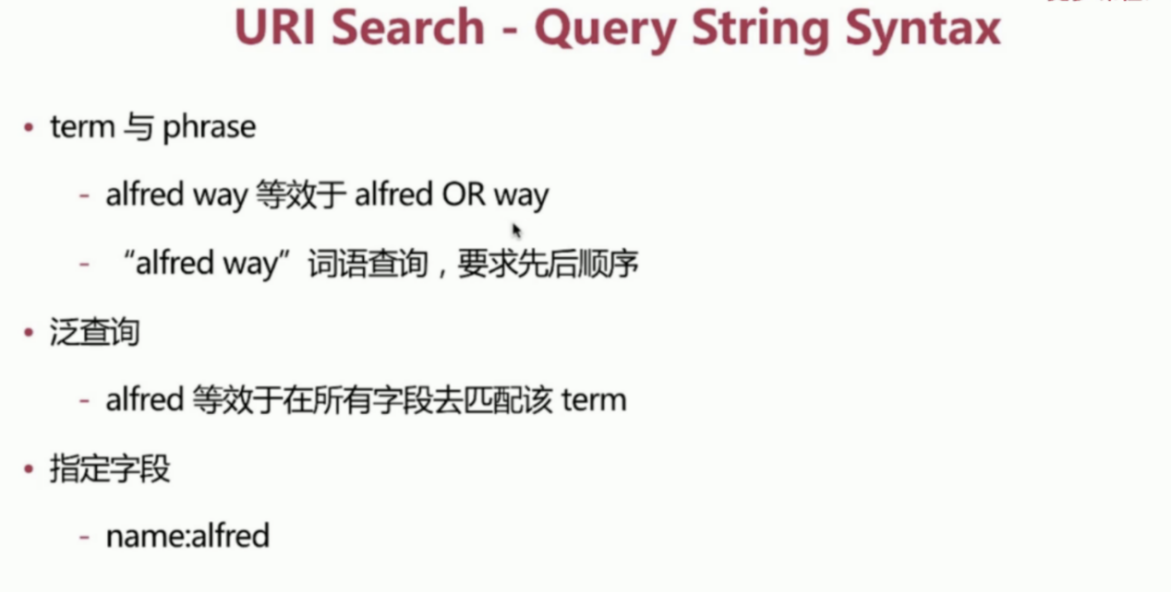 URI Search - Query String Syntax
• term 与 phrase
- alfred way 等效于 alfred OR way
- “alfred way” 词语查询，要求先后顺序
• 泛查询
- alfred 等效于在所有字段去匹配该 term
• 指定字段
- name:alfred